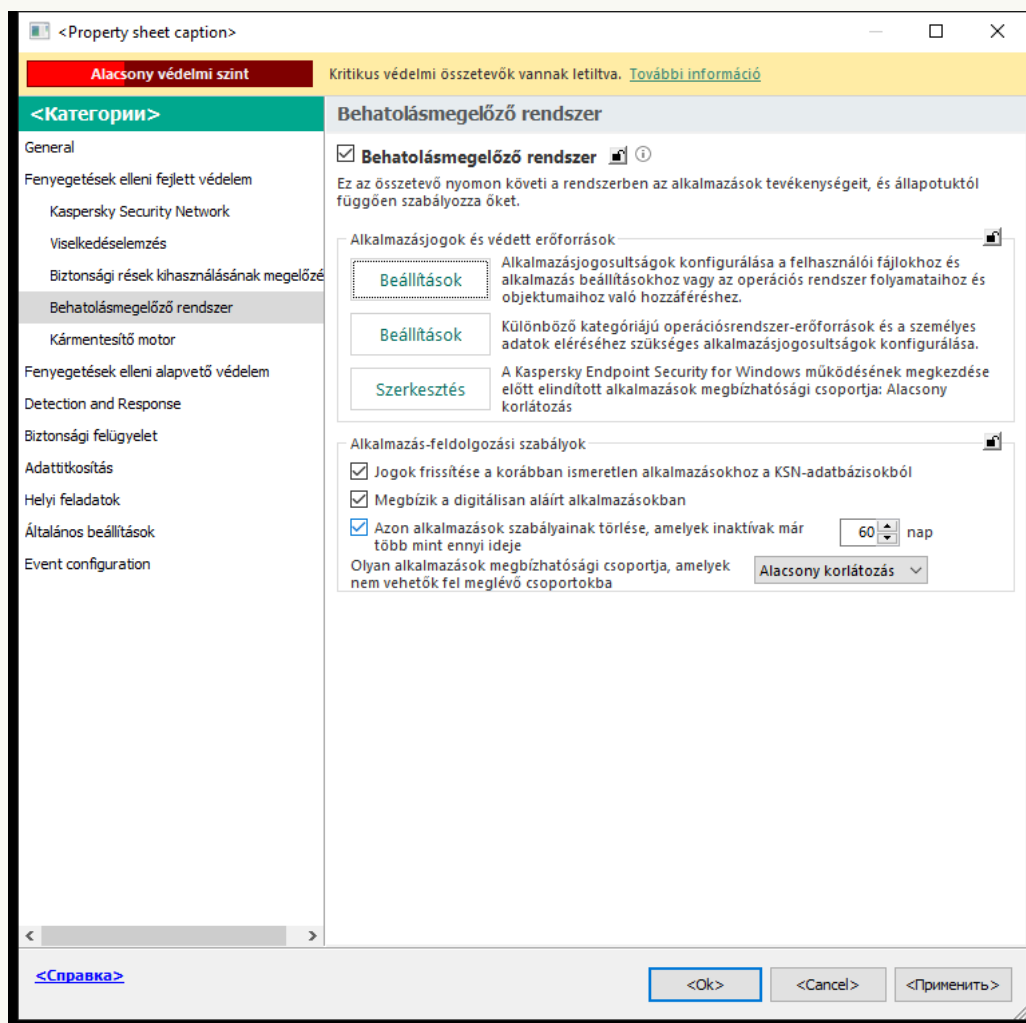 <Property sheet caption>
Alacsony védelmi szint
Kritikus védelmi összetevők vannak letiltva. További információ
<Категории>
General
Fenyegetések elleni fejlett védelem
Kaspersky Security Network
Viselkedéselemzés
Biztonsági rések kihasználásának megelőzé
Behatolásmegelőző rendszer
Kármentesítő motor
Fenyegetések elleni alapvető védelem
Detection and Response
Biztonsági felügyelet
Adattitkosítás
Helyi feladatok
Általános beállítások
Event configuration
Behatolásmegelőző rendszer
Behatolásmegelőző rendszer
Ez az összetevő nyomon követi a rendszerben az alkalmazások tevékenységeit, és állapotuktól
függően szabályozza őket.
Alkalmazásjogok és védett erőforrások
Beállítások
Alkalmazásjogosultságok konfigurálása a felhasználói fájlokhoz és
alkalmazás beállításokhoz vagy az operációs rendszer folyamataihoz és
objektumaihoz való hozzáféréshez.
Beállítások
Különböző kategóriájú operációsrendszer-erőforrások és a személyes
adatok eléréséhez szükséges alkalmazásjogosultságok konfigurálása.
Szerkesztés
A Kaspersky Endpoint Security for Windows működésének megkezdése
előtt elindított alkalmazások megbízhatósági csoportja: Alacsony
korlátozás
Alkalmazás-feldolgozási szabályok
Jogok frissítése a korábban ismeretlen alkalmazásokhoz a KSN-adatbázisokból
Megbízik a digitálisan aláírt alkalmazásokban
Azon alkalmazások szabályainak törlése, amelyek inaktívak már
több mint ennyi ideje
60 nap
Olyan alkalmazások megbízhatósági csoportja, amelyek
nem vehetők fel meglévő csoportokba
Alacsony korlátozás
<Справка>
<Ok>
<Cancel>
<Применить>